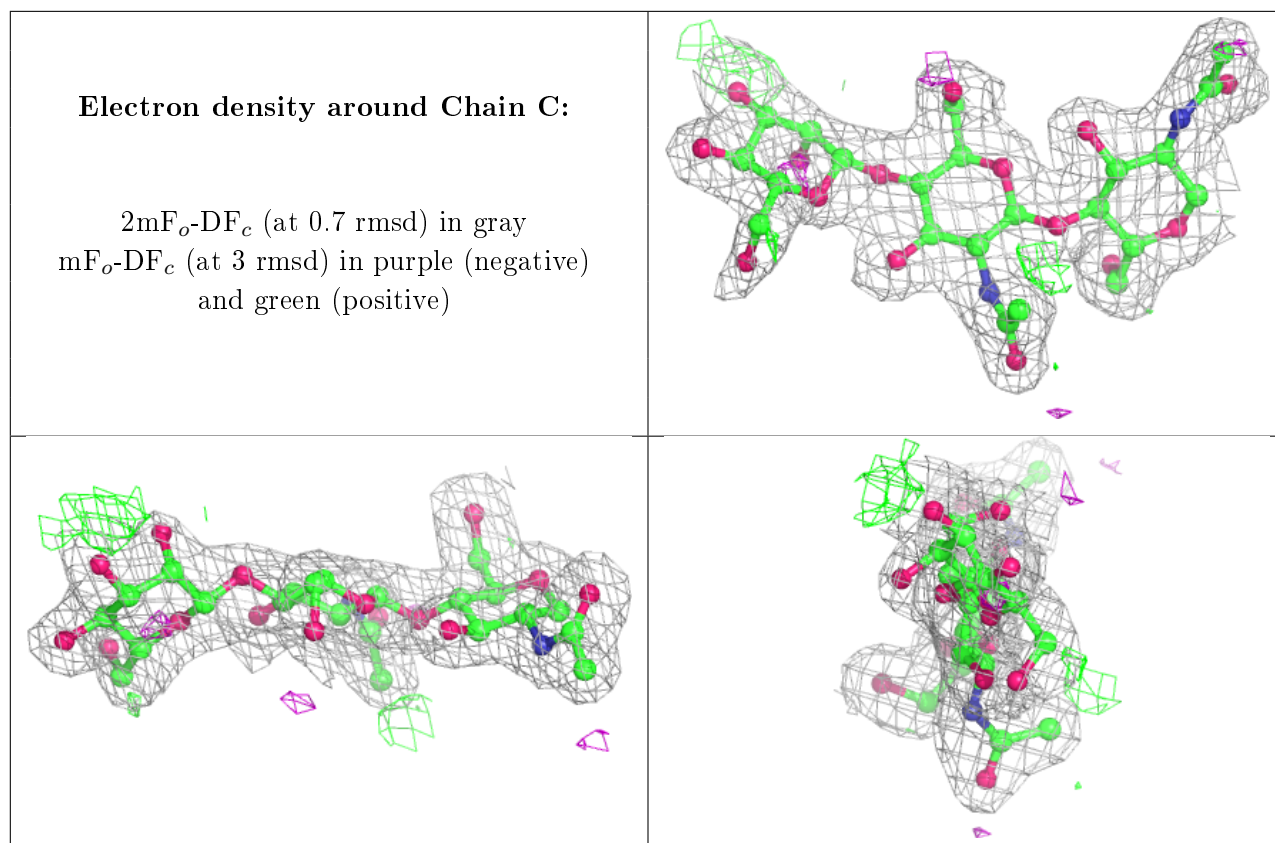 Electron density around Chain C:
2mFₒ-DF𝑐 (at 0.7 rmsd) in gray
mFₒ-DF𝑐 (at 3 rmsd) in purple (negative)
and green (positive)